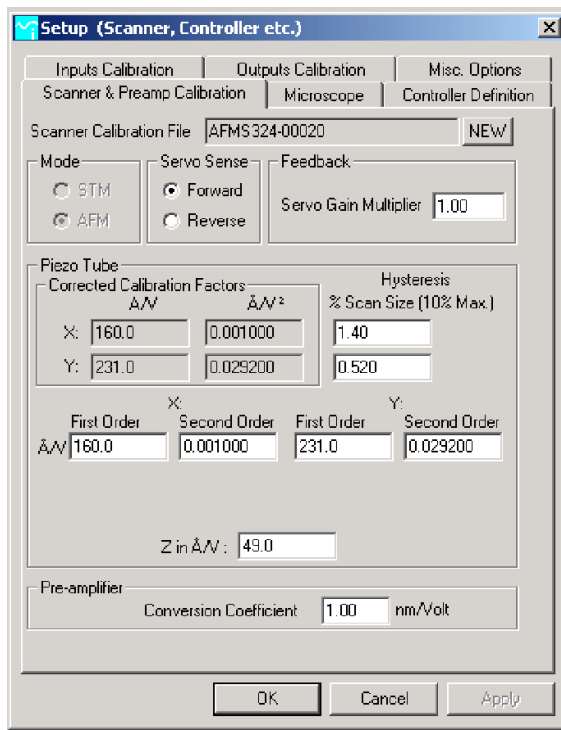 Setup (Scanner, Controller etc.)
Inputs Calibration Outputs Calibration Misc. Options
Scanner & Preamp Calibration Microscope Controller Definition
Scanner Calibration File AFMS324-00020 NEW
Mode Servo Sense Feedback
STM Forward
Servo Gain Multiplier 1.00
AFM Reverse
Piezo Tube
Corrected Calibration Factors Hysteresis
Å/V Å/V² % Scan Size (10% Max.)
X: 160.0 0.001000 1.40
Y: 231.0 0.029200 0.520
X: Y:
First Order Second Order First Order Second Order
Å/V 160.0 0.001000 231.0 0.029200
Z in Å/V : 49.0
Pre-amplifier
Conversion Coefficient 1.00 nm/Volt
OK Cancel Apply